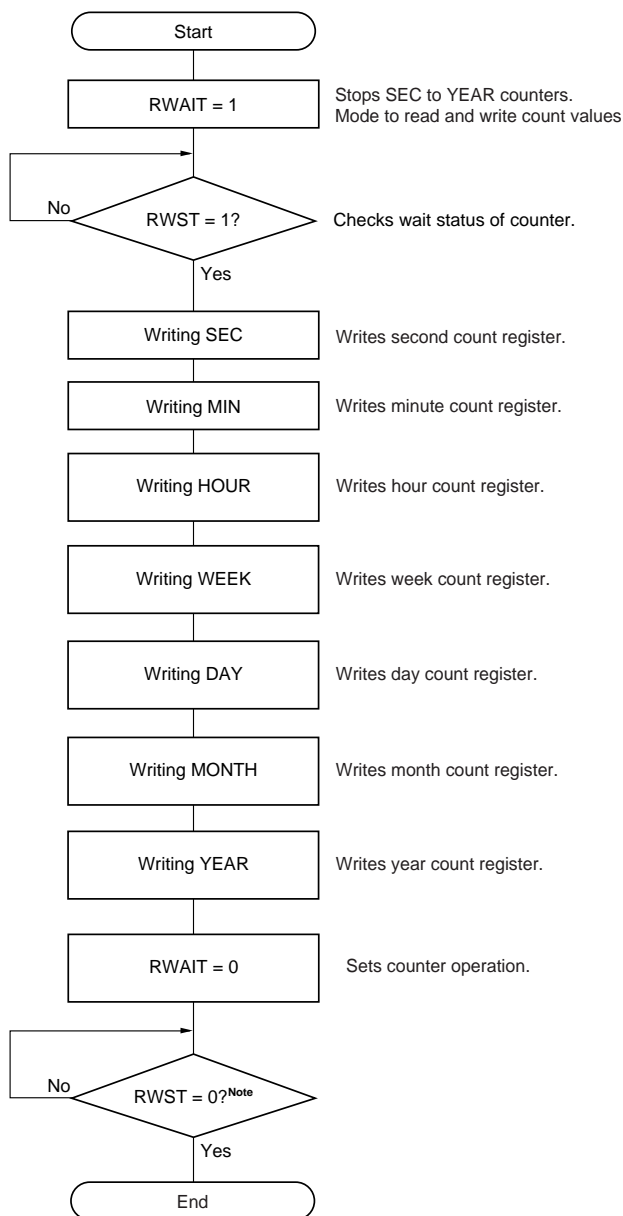 Start
RWAIT = 1
Stops SEC to YEAR counters.
Mode to read and write count values
No
RWST = 1?
Checks wait status of counter.
Yes
Writing SEC
Writes second count register.
Writing MIN
Writes minute count register.
Writing HOUR
Writes hour count register.
Writing WEEK
Writes week count register.
Writing DAY
Writes day count register.
Writing MONTH
Writes month count register.
Writing YEAR
Writes year count register.
RWAIT = 0
Sets counter operation.
No
RWST = 0?Note
Yes
End